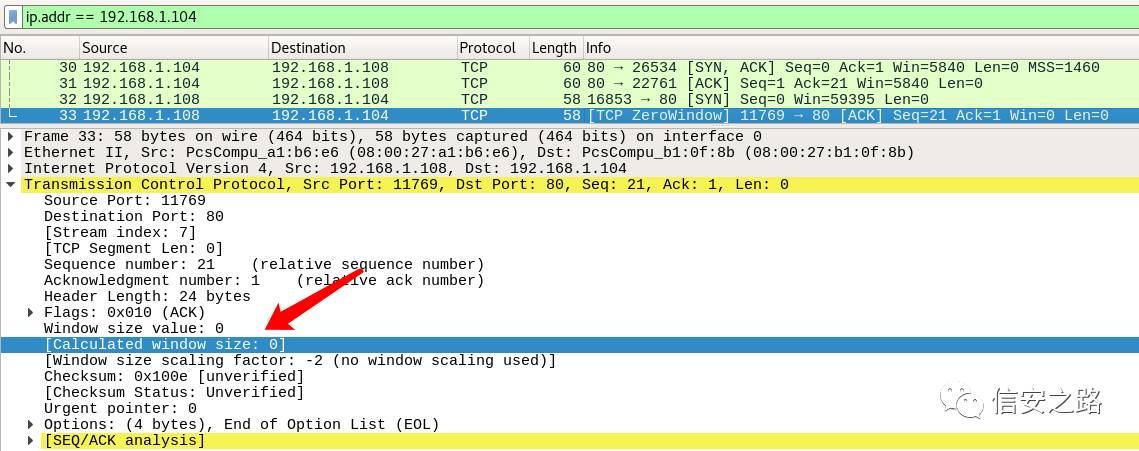 ip.addr == 192.168.1.104
No. Source Destination Protocol Length Info
30 192.168.1.104 192.168.1.108 TCP 60 80 → 26534 [SYN, ACK] Seq=0 Ack=1 Win=5840 Len=0 MSS=1460
31 192.168.1.104 192.168.1.108 TCP 60 80 → 22761 [ACK] Seq=1 Ack=21 Win=5840 Len=0
32 192.168.1.108 192.168.1.104 TCP 58 16853 → 80 [SYN] Seq=0 Win=59395 Len=0
33 192.168.1.108 192.168.1.104 TCP 58 [TCP ZeroWindow] 11769 → 80 [ACK] Seq=21 Ack=1 Win=0 Len=0
Frame 33: 58 bytes on wire (464 bits), 58 bytes captured (464 bits) on interface 0
Ethernet II, Src: PcsCompu_a1:b6:e6 (08:00:27:a1:b6:e6), Dst: PcsCompu_b1:0f:8b (08:00:27:b1:0f:8b)
Internet Protocol Version 4, Src: 192.168.1.108, Dst: 192.168.1.104
Transmission Control Protocol, Src Port: 11769, Dst Port: 80, Seq: 21, Ack: 1, Len: 0
Source Port: 11769
Destination Port: 80
[Stream index: 7]
[TCP Segment Len: 0]
Sequence number: 21 (relative sequence number)
Acknowledgment number: 1 (relative ack number)
Header Length: 24 bytes
Flags: 0x010 (ACK)
Window size value: 0
[Calculated window size: 0]
[Window size scaling factor: -2 (no window scaling used)]
Checksum: 0x100e [unverified]
[Checksum Status: Unverified]
Urgent pointer: 0
Options: (4 bytes), End of Option List (EOL)
[SEQ/ACK analysis]
信安之路